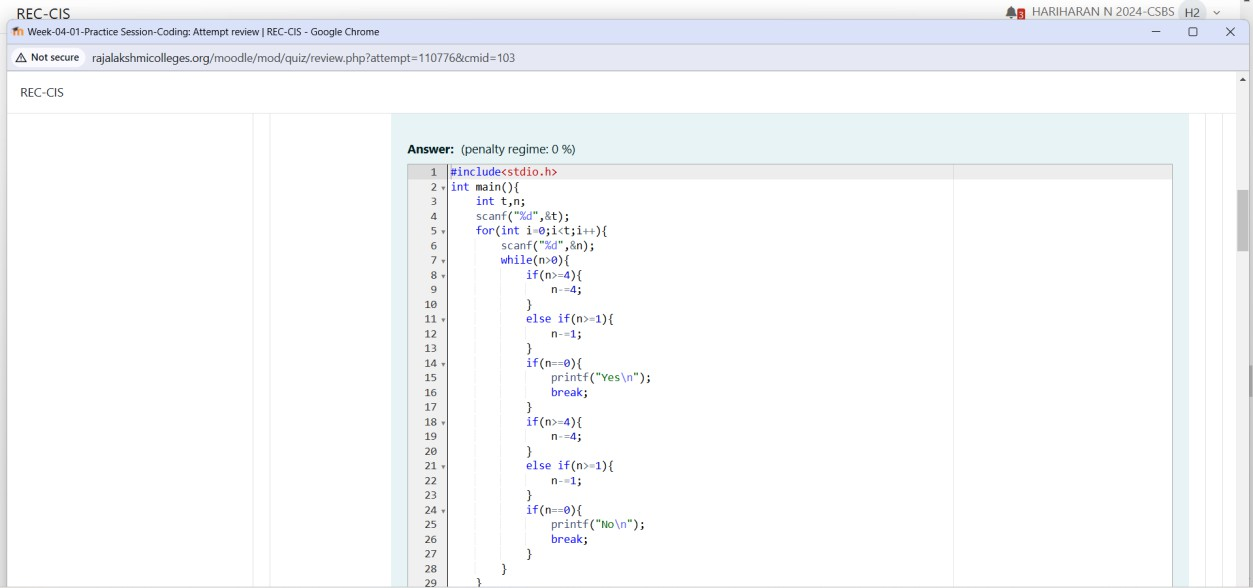 REC-CIS
3 HARIHARAN N 2024-CSBS H2
Week-04-01-Practice Session-Coding: Attempt review | REC-CIS - Google Chrome
Not secure rajalakshmicolleges.org/moodle/mod/quiz/review.php?attempt=110776&cmid=103
REC-CIS
Answer: (penalty regime: 0 %)
1 #include<stdio.h>
2 int main(){
3     int t,n;
4     scanf("%d",&t);
5     for(int i=0;i<t;i++){
6         scanf("%d",&n);
7         while(n>0){
8             if(n>=4){
9                 n-=4;
10             }
11             else if(n>=1){
12                 n-=1;
13             }
14             if(n==0){
15                 printf("Yes\n");
16                 break;
17             }
18             if(n>=4){
19                 n-=4;
20             }
21             else if(n>=1){
22                 n-=1;
23             }
24             if(n==0){
25                 printf("No\n");
26                 break;
27             }
28         }
29     }